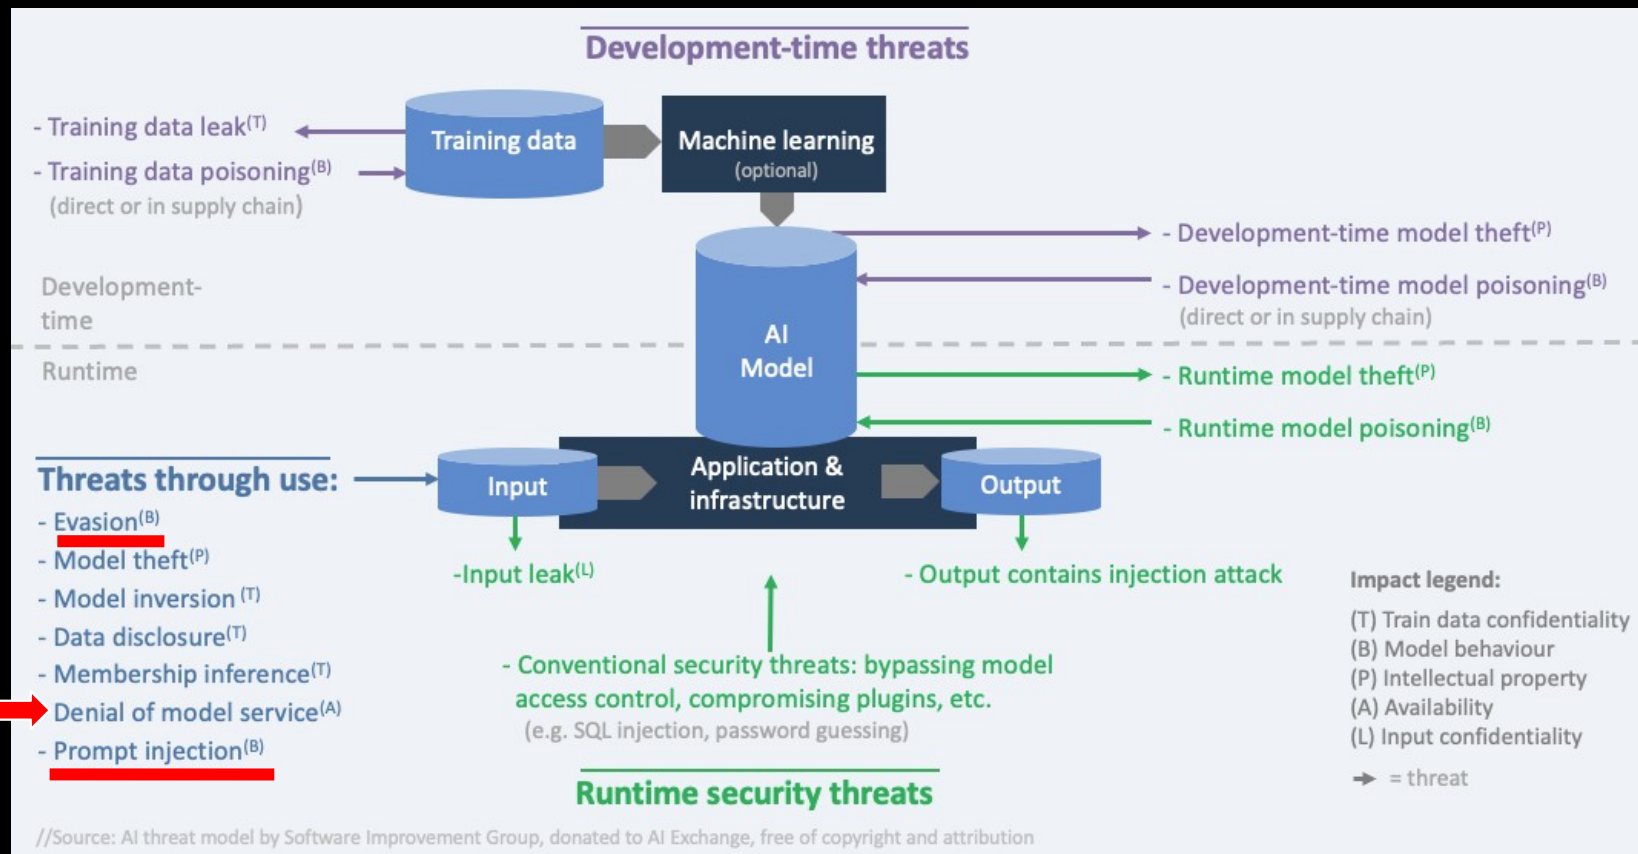 Development-time threats
- Training data leak(T)
- Training data poisoning(B)
(direct or in supply chain)
Training data
Machine learning
(optional)
- Development-time model theft(P)
- Development-time model poisoning(B)
(direct or in supply chain)
Development-
time
AI
Model
Runtime
- Runtime model theft(P)
- Runtime model poisoning(B)
Threats through use:
- Evasion(B)
- Model theft(P)
- Model inversion (T)
- Data disclosure(T)
- Membership inference(T)
Denial of model service(A)
- Prompt injection(B)
Input
Application &
infrastructure
Output
-Input leak(L)
- Output contains injection attack
- Conventional security threats: bypassing model
access control, compromising plugins, etc.
(e.g. SQL injection, password guessing)
Runtime security threats
Impact legend:
(T) Train data confidentiality
(B) Model behaviour
(P) Intellectual property
(A) Availability
(L) Input confidentiality
= threat
//Source: AI threat model by Software Improvement Group, donated to AI Exchange, free of copyright and attribution